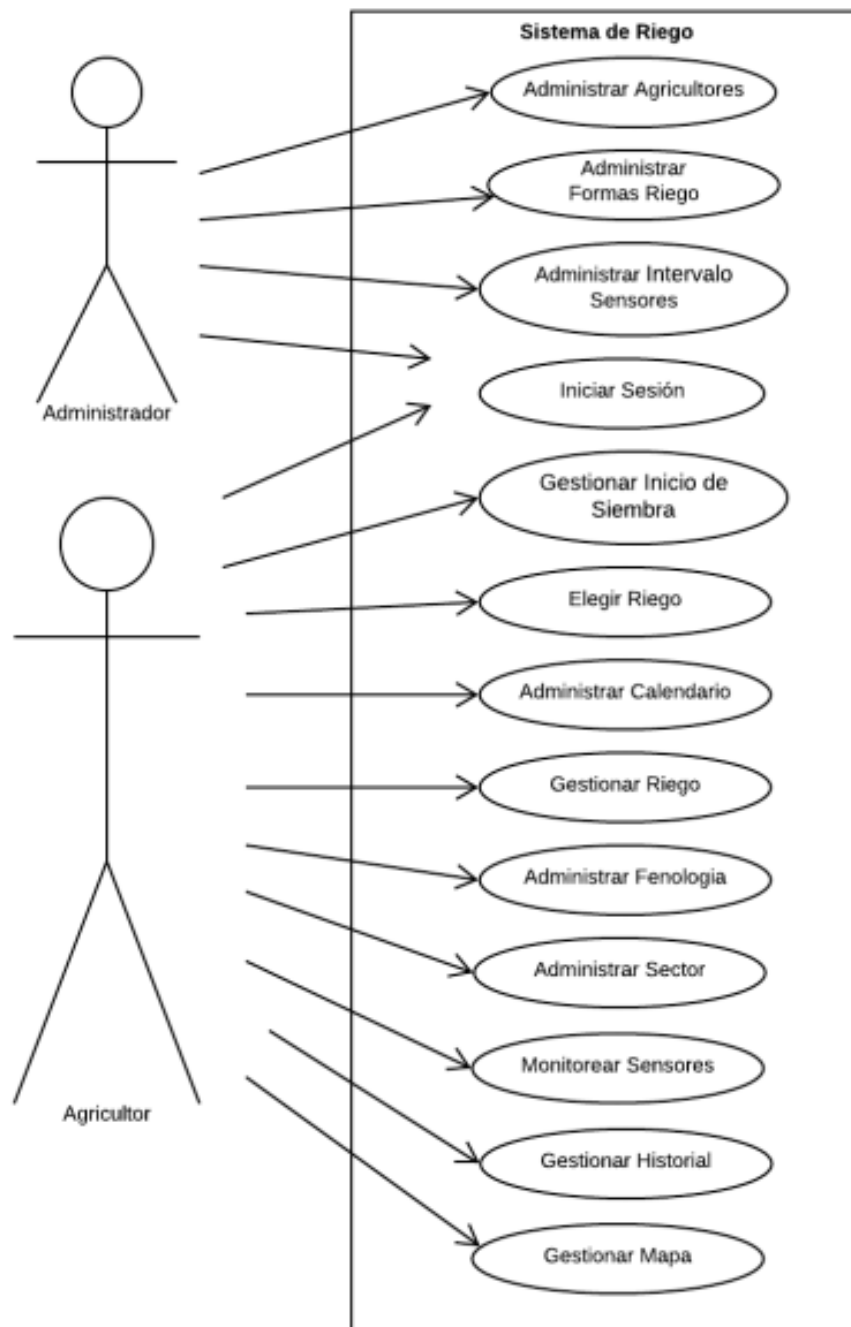 Sistema de Riego
Administrar Agricultores
Administrar
Formas Riego
Administrar Intervalo
Sensores
Iniciar Sesión
Administrador
Gestionar Inicio de
Siembra
Elegir Riego
Administrar Calendario
Gestionar Riego
Administrar Fenologia
Administrar Sector
Monitorear Sensores
Agricultor
Gestionar Historial
Gestionar Mapa